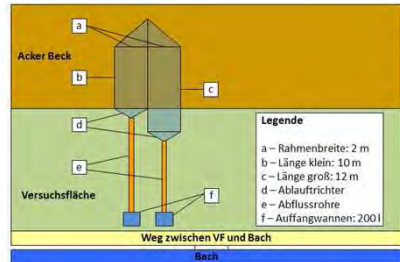 a
Acker Beck
b
c
Legende
a – Rahmenbreite: 2 m
b – Länge klein: 10 m
c – Länge groß: 12 m
d – Ablauftrichter
e – Abflussrohre
f – Auffangwannen: 200 l
d
e
Versuchsfläche
f
Weg zwischen VF und Bach
Bach